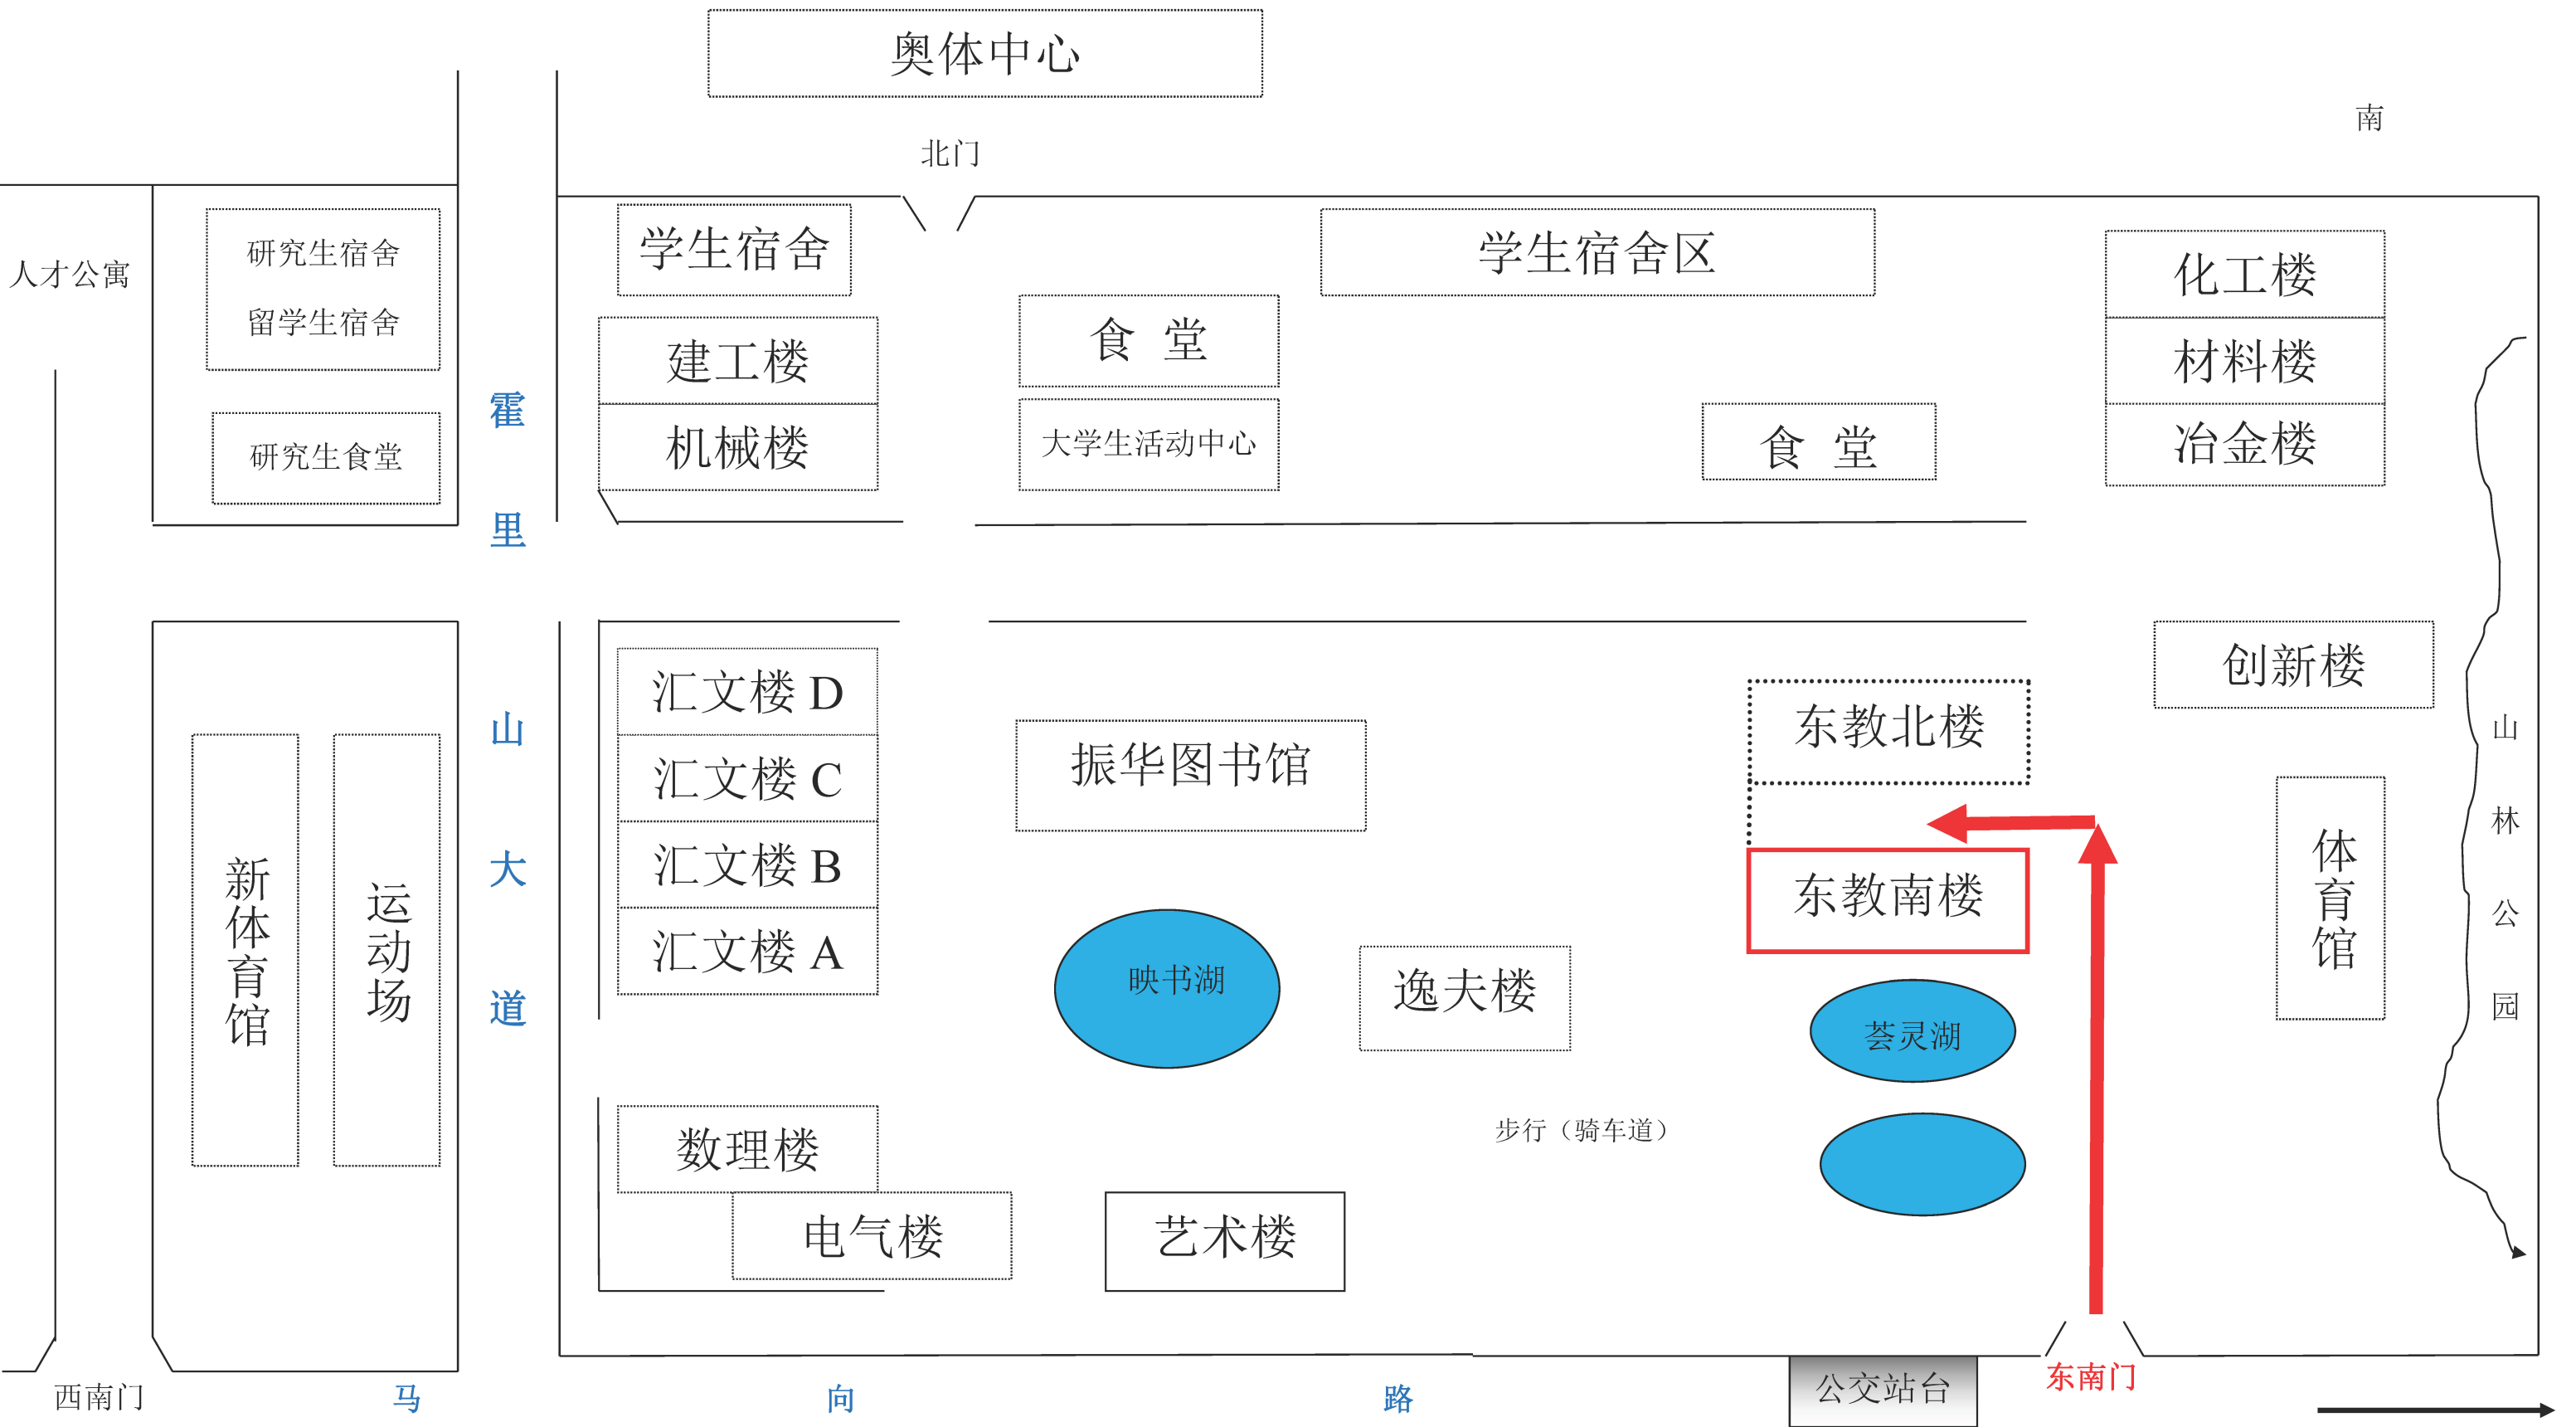 奥体中心
南
北门
人才公寓
研究生宿舍
留学生宿舍
研究生食堂
霍里山大道
学生宿舍
建工楼
机械楼
食 堂
大学生活动中心
学生宿舍区
食 堂
化工楼
材料楼
冶金楼
新体育馆
运动场
汇文楼 D
汇文楼 C
汇文楼 B
汇文楼 A
振华图书馆
映书湖
逸夫楼
东教北楼
东教南楼
荟灵湖
创新楼
体育馆
山林公园
步行（骑车道）
数理楼
电气楼
艺术楼
西南门
马向路
公交站台
东南门